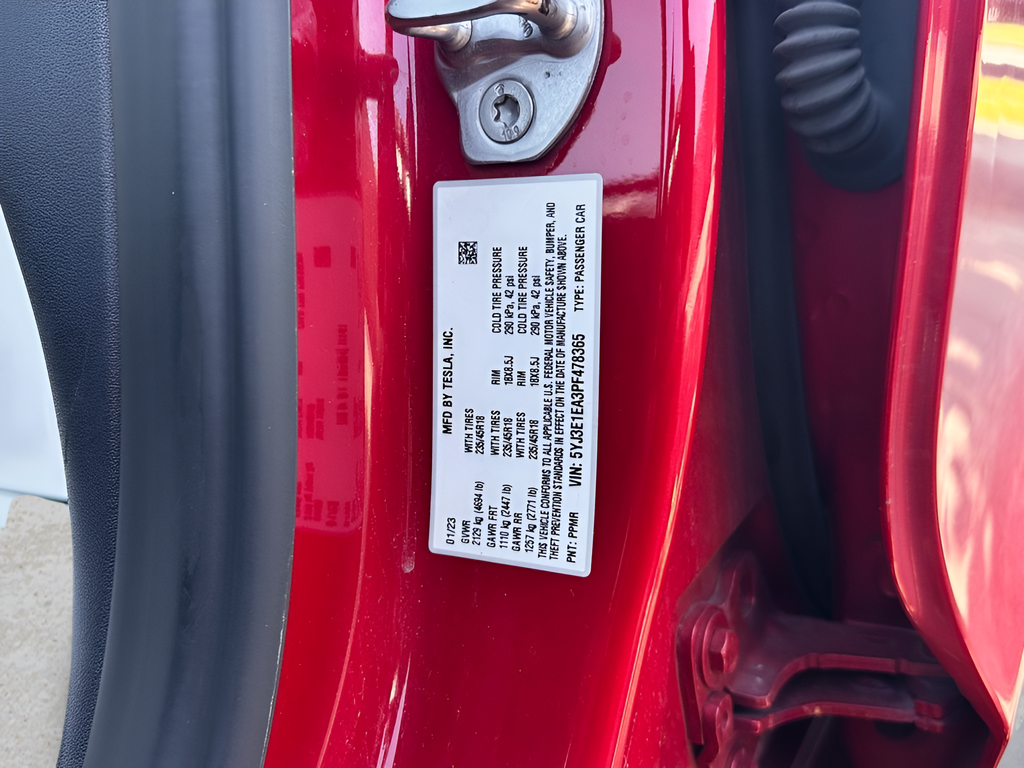 MFD BY TESLA, INC.
01/23
GVWR WITH TIRES
2129 kg (4694 lb) 235/45R18
GAWR FRT WITH TIRES RIM COLD TIRE PRESSURE
1110 kg (2447 lb) 235/45R18 18X8.5J 290 kPa, 42 psi
GAWR RR WITH TIRES RIM COLD TIRE PRESSURE
1257 kg (2771 lb) 235/45R18 18X8.5J 290 kPa, 42 psi
THIS VEHICLE CONFORMS TO ALL APPLICABLE U.S. FEDERAL MOTOR VEHICLE SAFETY, BUMPER, AND
THEFT PREVENTION STANDARDS IN EFFECT ON THE DATE OF MANUFACTURE SHOWN ABOVE.
PNT: PPMR VIN: 5YJ3E1EA3PF478365 TYPE: PASSENGER CAR